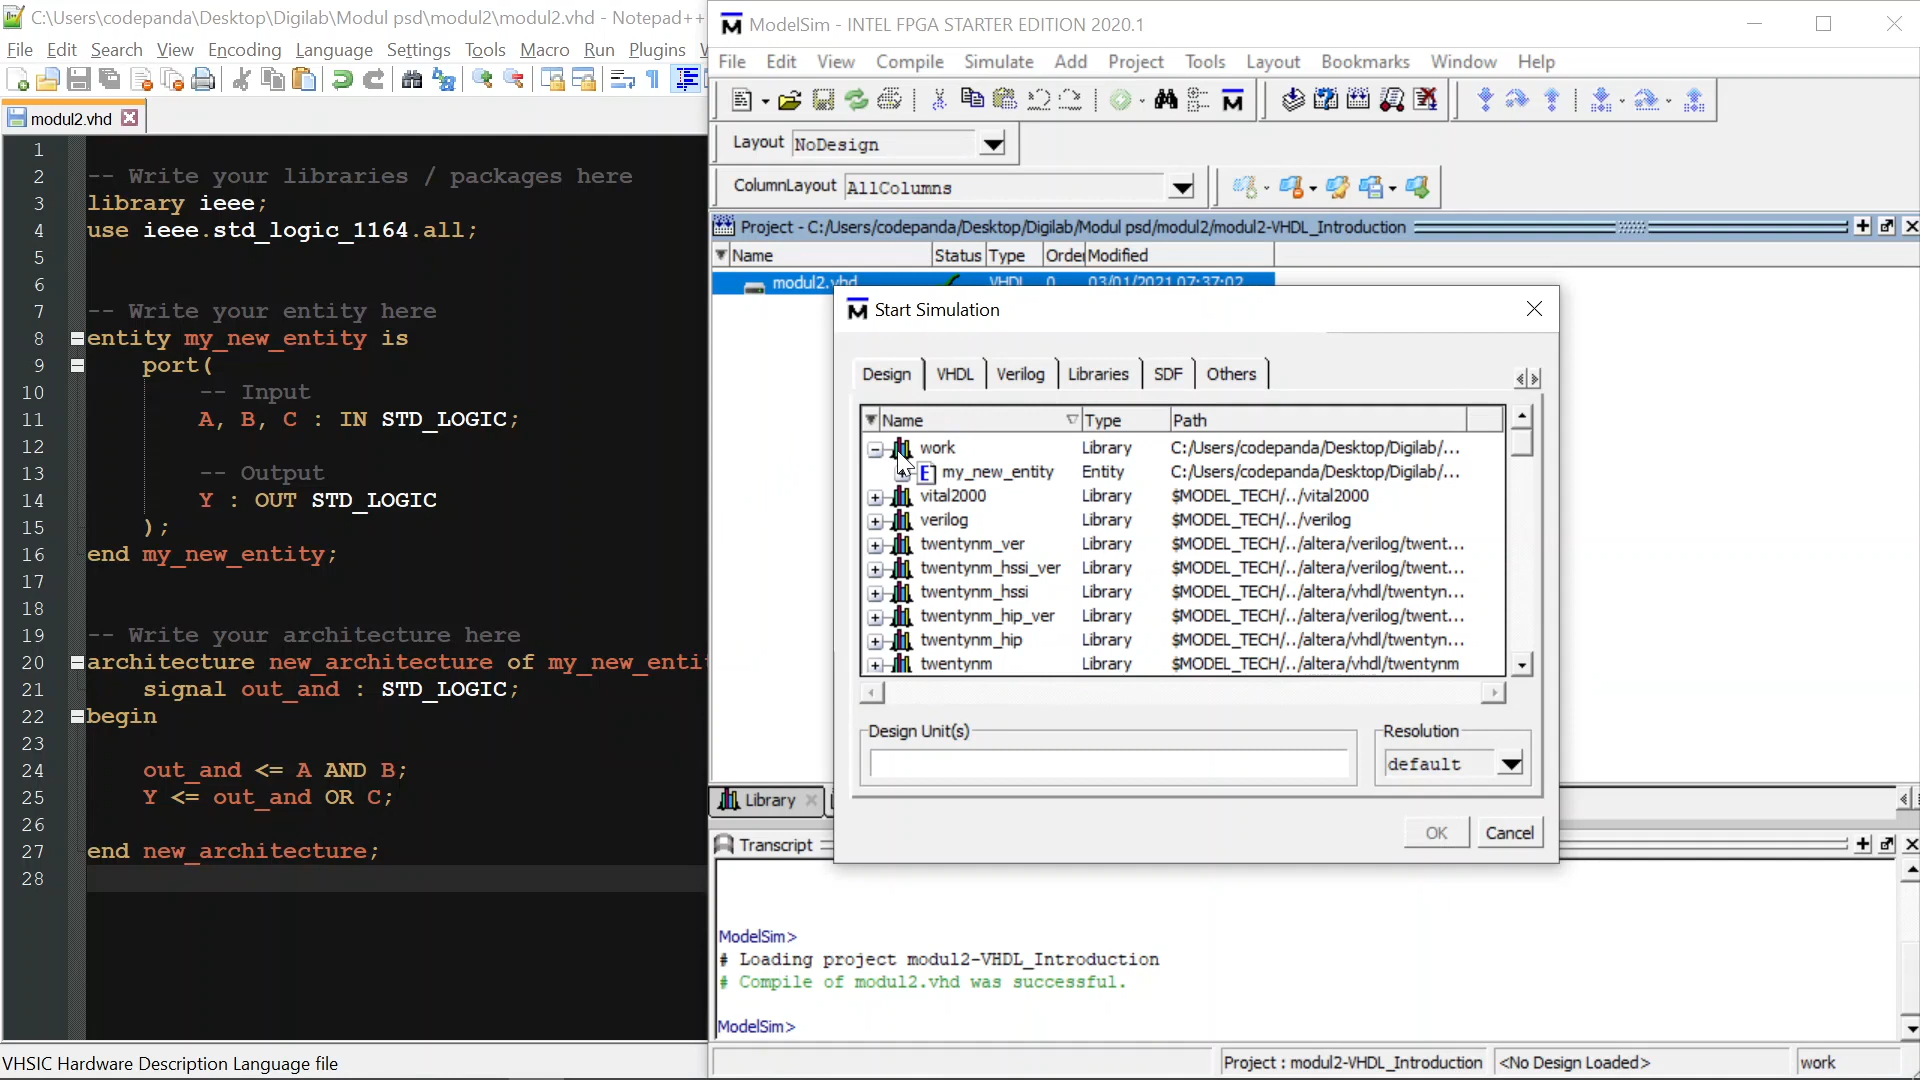 C:\Users\codepanda\Desktop\Digilab\Modul psd\modul2\modul2.vhd - Notepad++
File Edit Search View Encoding Language Settings Tools Macro Run Plugins
modul2.vhd
1
2 -- Write your libraries / packages here
3 library ieee;
4 use ieee.std_logic_1164.all;
5
6
7 -- Write your entity here
8 entity my_new_entity is
9 port(
10 -- Input
11 A, B, C : IN STD_LOGIC;
12
13 -- Output
14 Y : OUT STD_LOGIC
15 );
16 end my_new_entity;
17
18
19 -- Write your architecture here
20 architecture new_architecture of my_new_enti
21 signal out_and : STD_LOGIC;
22 begin
23
24 out_and <= A AND B;
25 Y <= out_and OR C;
26
27 end new_architecture;
28
VHSIC Hardware Description Language file
ModelSim - INTEL FPGA STARTER EDITION 2020.1
File Edit View Compile Simulate Add Project Tools Layout Bookmarks Window Help
Layout NoDesign
ColumnLayout AllColumns
Project - C:/Users/codepanda/Desktop/Digilab/Modul psd/modul2/modul2-VHDL_Introduction
Name Status Type Order Modified
modul2.vhd VHDL 0 03/01/2021 07:37:02
Start Simulation
Design VHDL Verilog Libraries SDF Others
Name Type Path
work Library C:/Users/codepanda/Desktop/Digilab/...
my_new_entity Entity C:/Users/codepanda/Desktop/Digilab/...
vital2000 Library $MODEL_TECH/../vital2000
verilog Library $MODEL_TECH/../verilog
twentynm_ver Library $MODEL_TECH/../altera/verilog/twent...
twentynm_hssi_ver Library $MODEL_TECH/../altera/verilog/twent...
twentynm_hssi Library $MODEL_TECH/../altera/vhdl/twentyn...
twentynm_hip_ver Library $MODEL_TECH/../altera/verilog/twent...
twentynm_hip Library $MODEL_TECH/../altera/vhdl/twentyn...
twentynm Library $MODEL_TECH/../altera/vhdl/twentynm
Design Unit(s)
Resolution
default
OK Cancel
Library
Transcript
ModelSim>
# Loading project modul2-VHDL_Introduction
# Compile of modul2.vhd was successful.
ModelSim>
Project : modul2-VHDL_Introduction <No Design Loaded> work